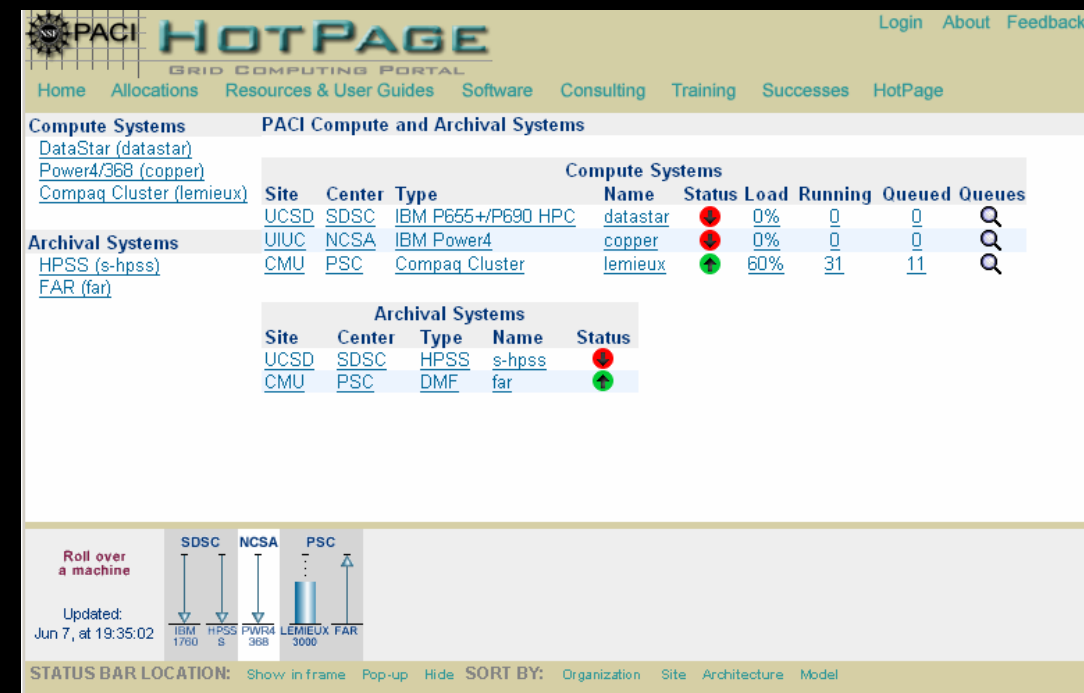 Login About Feedback
NSF PACI HOTPAGE
GRID COMPUTING PORTAL
Home Allocations Resources & User Guides Software Consulting Training Successes HotPage
Compute Systems
DataStar (datastar)
Power4/368 (copper)
Compaq Cluster (lemieux)
Archival Systems
HPSS (s-hpss)
FAR (far)
PACI Compute and Archival Systems
Compute Systems
Site Center Type Name Status Load Running Queued Queues
UCSD SDSC IBM P655+/P690 HPC datastar 0% 0 0
UIUC NCSA IBM Power4 copper 0% 0 0
CMU PSC Compaq Cluster lemieux 60% 31 11
Archival Systems
Site Center Type Name Status
UCSD SDSC HPSS s-hpss
CMU PSC DMF far
Roll over
a machine
Updated:
Jun 7, at 19:35:02
SDSC NCSA PSC
IBM HPSS PWR4 LEMIEUX FAR
1760 S 368 3000
STATUS BAR LOCATION: Show in frame Pop-up Hide SORT BY: Organization Site Architecture Model